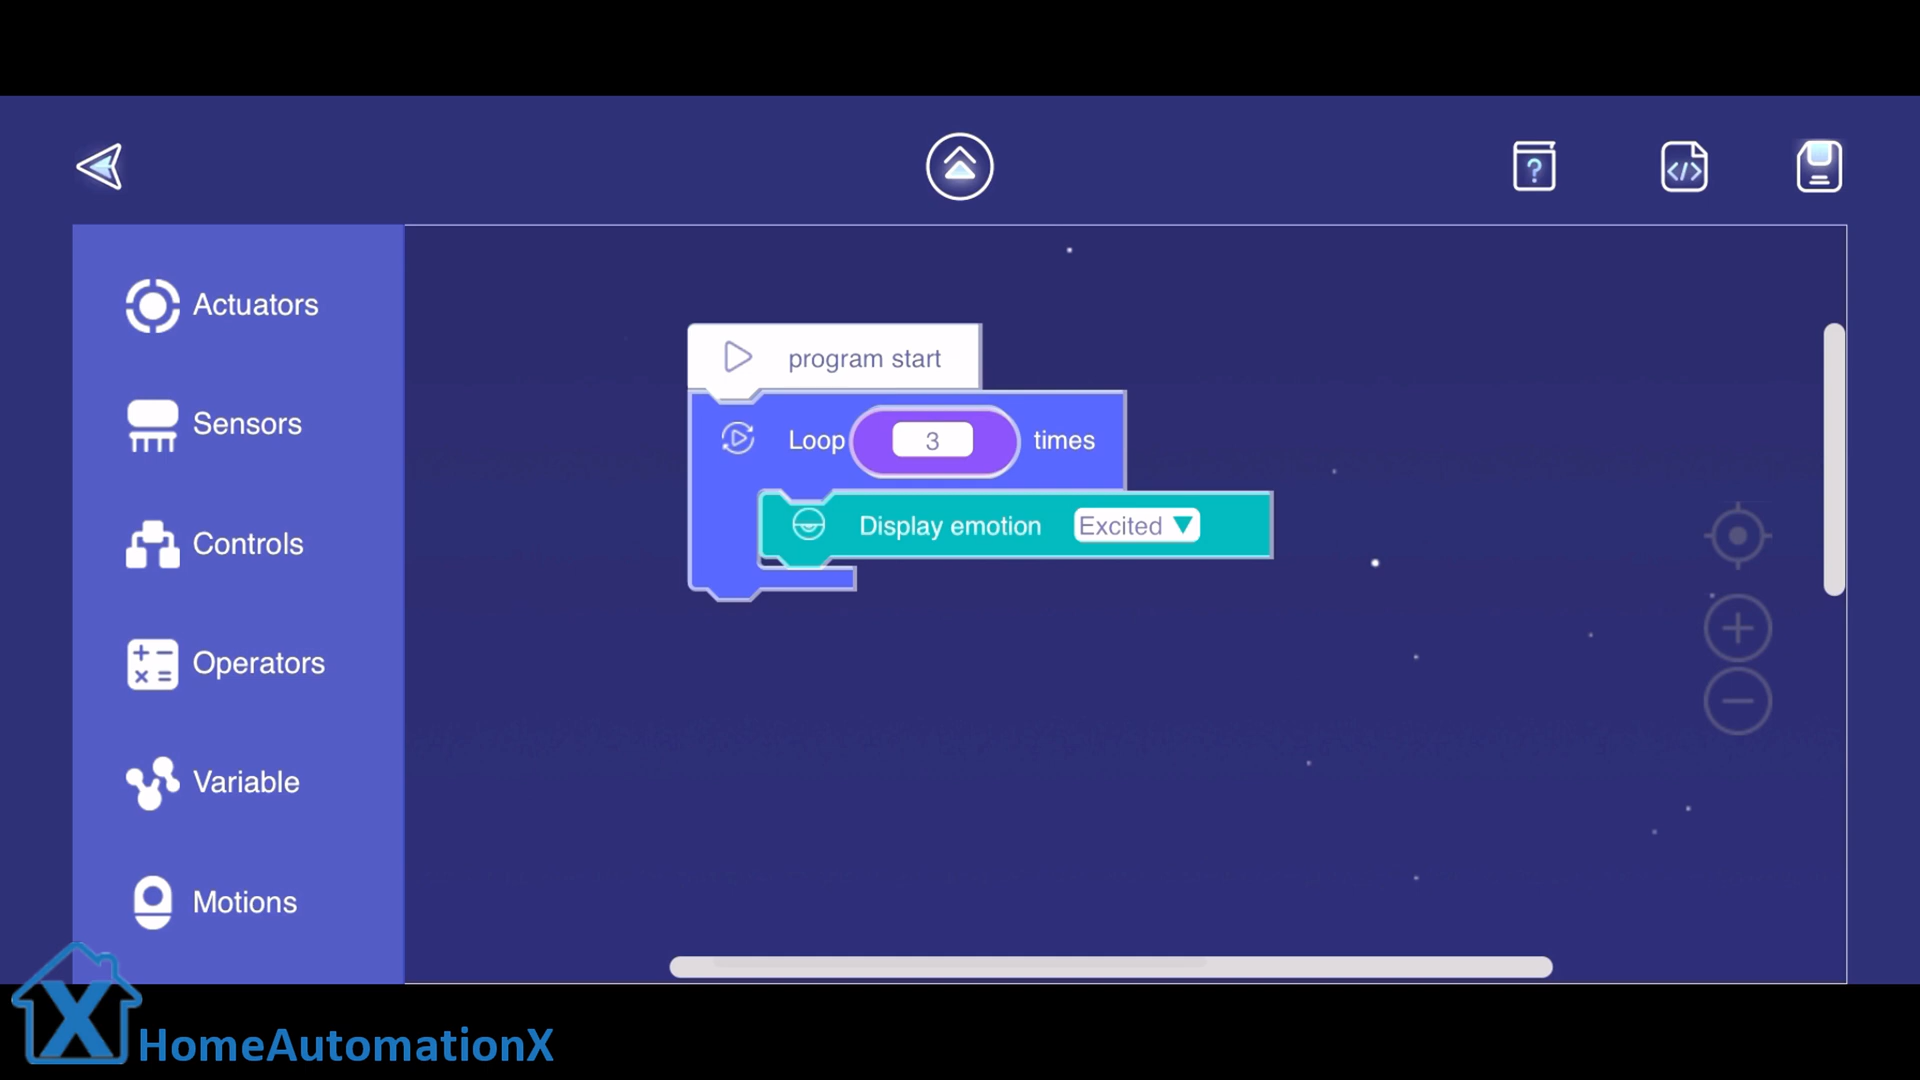 Actuators
Sensors
Controls
Operators
Variable
Motions
program start
Loop 3 times
Display emotion Excited
HomeAutomationX